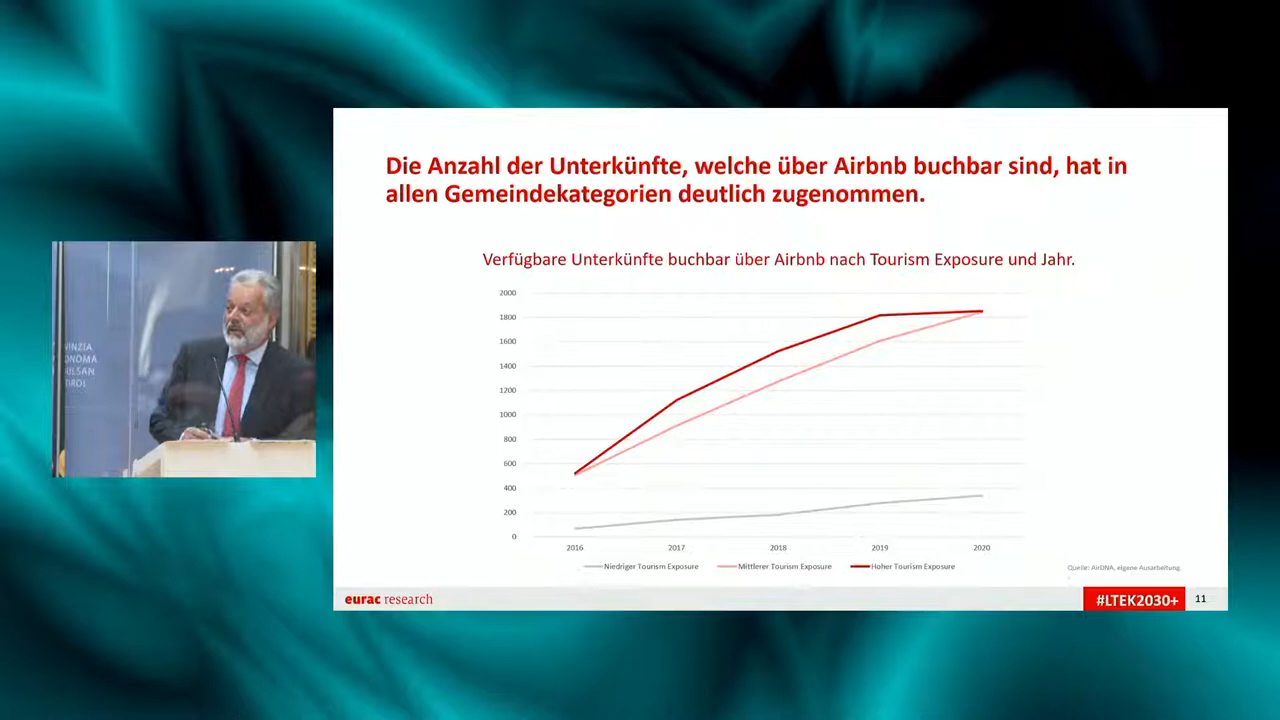 Die Anzahl der Unterkünfte, welche über Airbnb buchbar sind, hat in
allen Gemeindekategorien deutlich zugenommen.
Verfügbare Unterkünfte buchbar über Airbnb nach Tourism Exposure und Jahr.
2000
1800
1600
1400
1200
1000
800
600
400
200
0
2016 2017 2018 2019 2020
Niedriger Tourism Exposure Mittlerer Tourism Exposure Hoher Tourism Exposure
Quelle: AirDNA, eigene Ausarbeitung.
eurac research
#LTEK2030+ 11